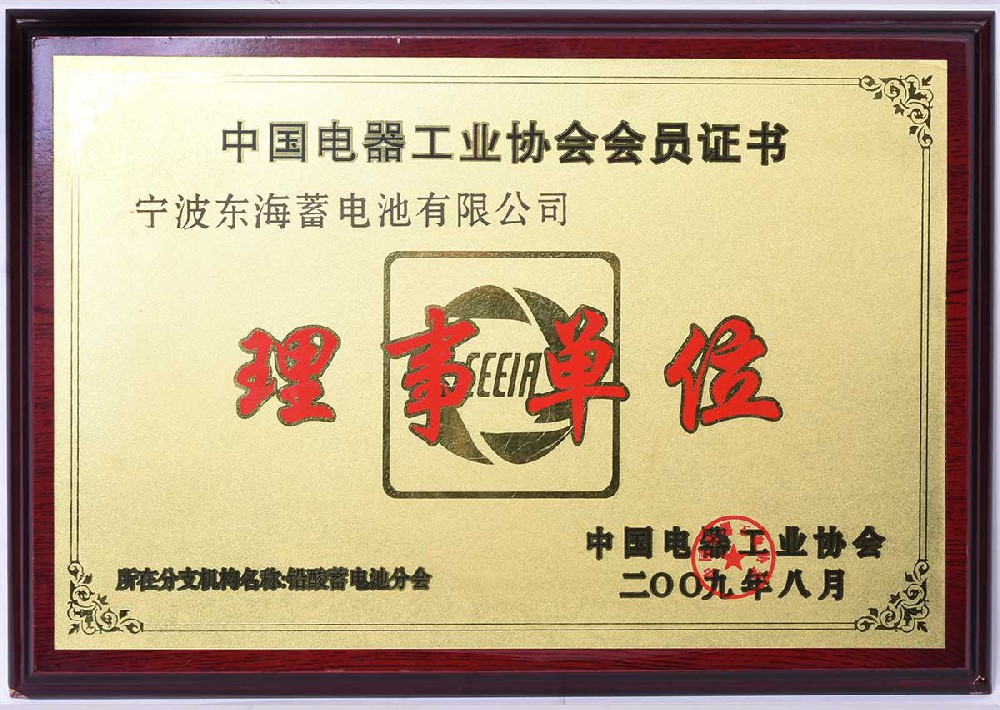 中国电器工业协会会员证书
宁波东海蓄电池有限公司
CEEIA
理事单位
中国电器工业协会
二〇〇九年八月
所在分支机构名称:铅酸蓄电池分会